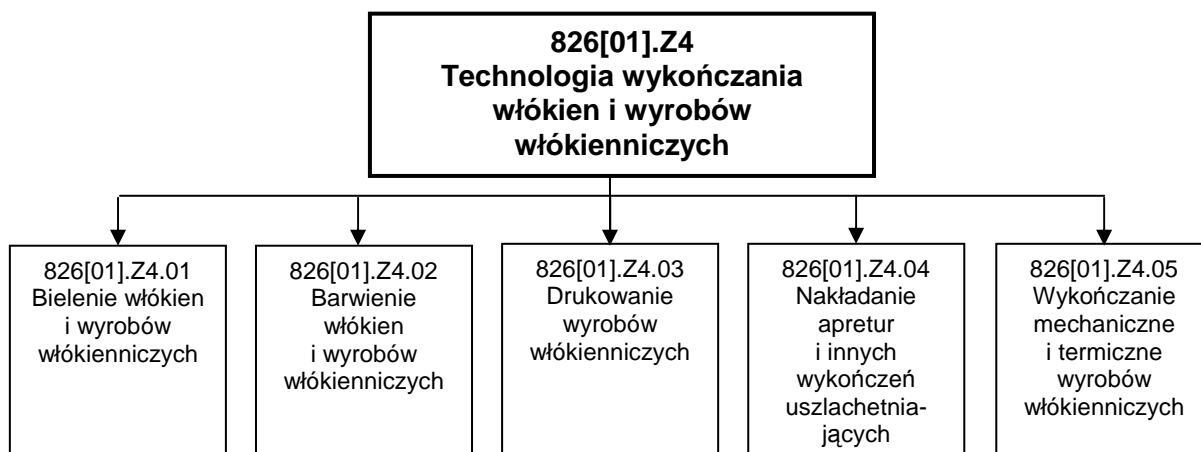 826[01].Z4
Technologia wykończania
włókien i wyrobów
włókienniczych
826[01].Z4.01
Bielenie włókien
i wyrobów
włókienniczych
826[01].Z4.02
Barwienie
włókien
i wyrobów
włókienniczych
826[01].Z4.03
Drukowanie
wyrobów
włókienniczych
826[01].Z4.04
Nakładanie
apretur
i innych
wykończeń
uszlachetnia-
jących
826[01].Z4.05
Wykończanie
mechaniczne
i termiczne
wyrobów
włókienniczych